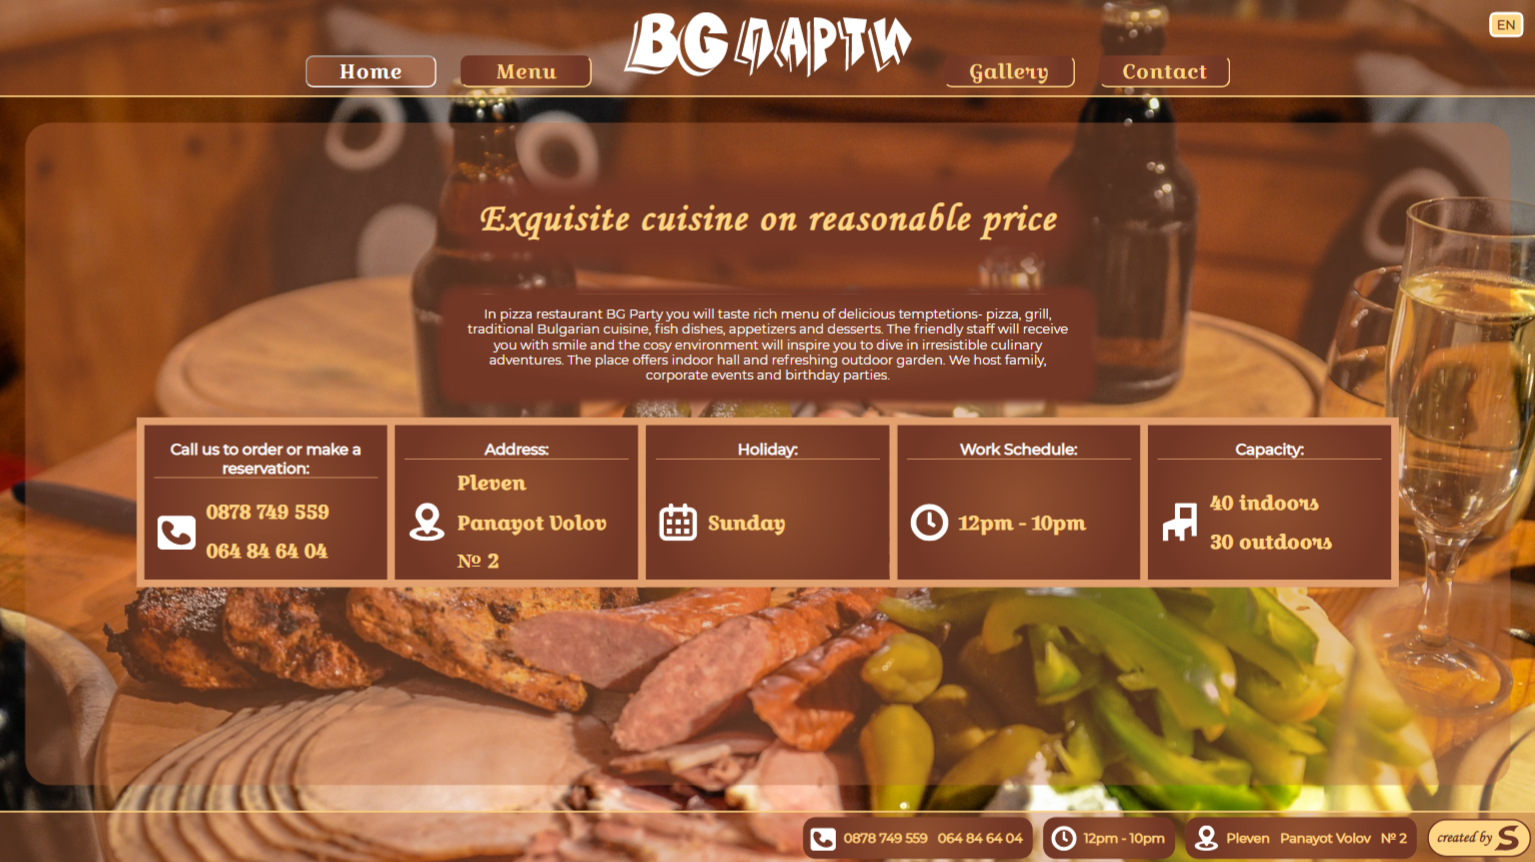 BG ПАРТИ
EN
Home
Menu
Gallery
Contact
Exquisite cuisine on reasonable price
In pizza restaurant BG Party you will taste rich menu of delicious temptetions- pizza, grill,
traditional Bulgarian cuisine, fish dishes, appetizers and desserts. The friendly staff will receive
you with smile and the cosy environment will inspire you to dive in irresistible culinary
adventures. The place offers indoor hall and refreshing outdoor garden. We host family,
corporate events and birthday parties.
Call us to order or make a
reservation:
0878 749 559
064 84 64 04
Address:
Pleven
Panayot Volov
№ 2
Holiday:
Sunday
Work Schedule:
12pm - 10pm
Capacity:
40 indoors
30 outdoors
0878 749 559 064 84 64 04
12pm - 10pm
Pleven Panayot Volov № 2
created by S